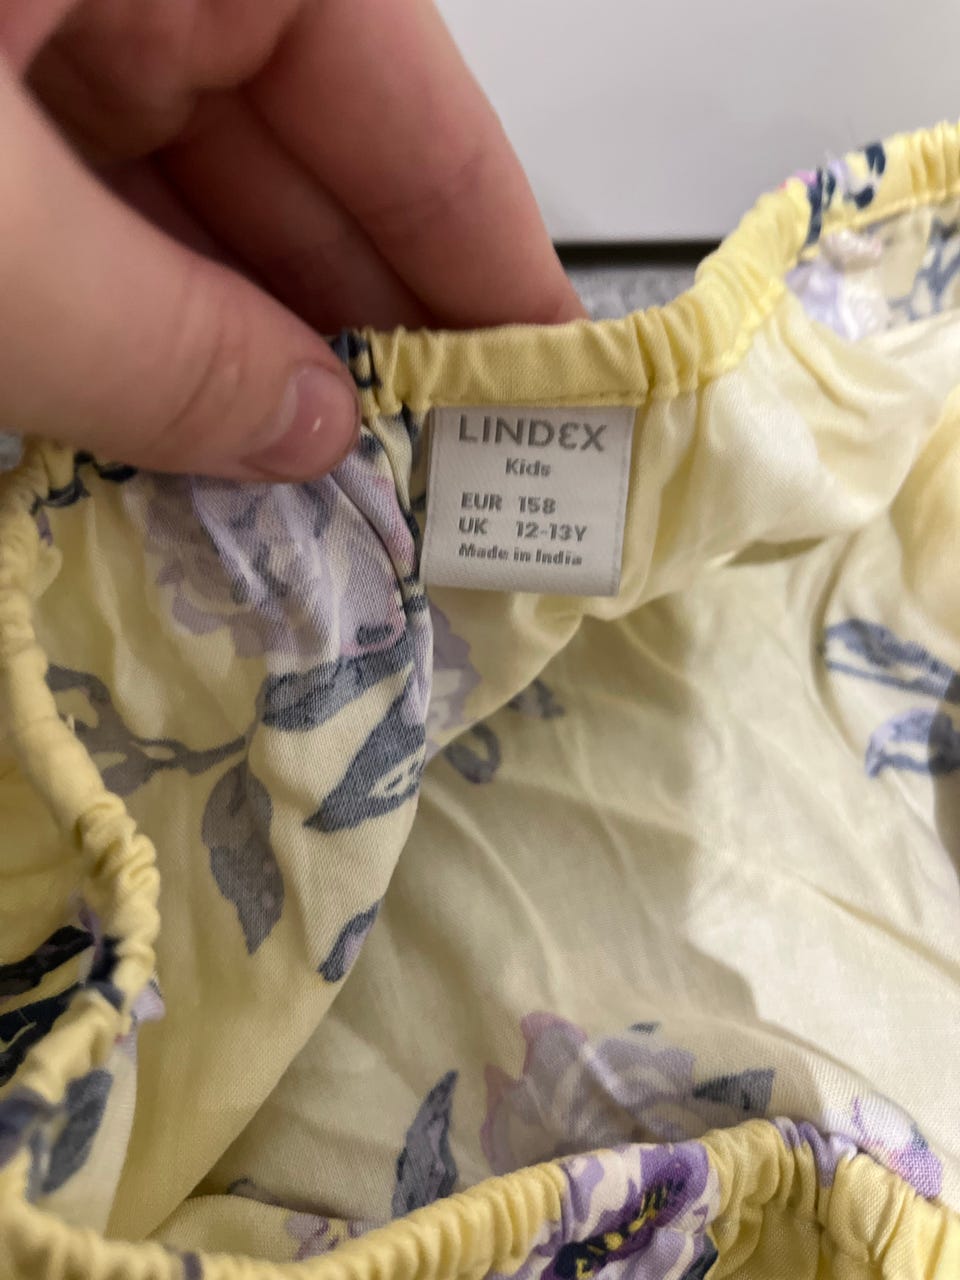 LINDEX
Kids
EUR 158
UK 12-13Y
Made in India